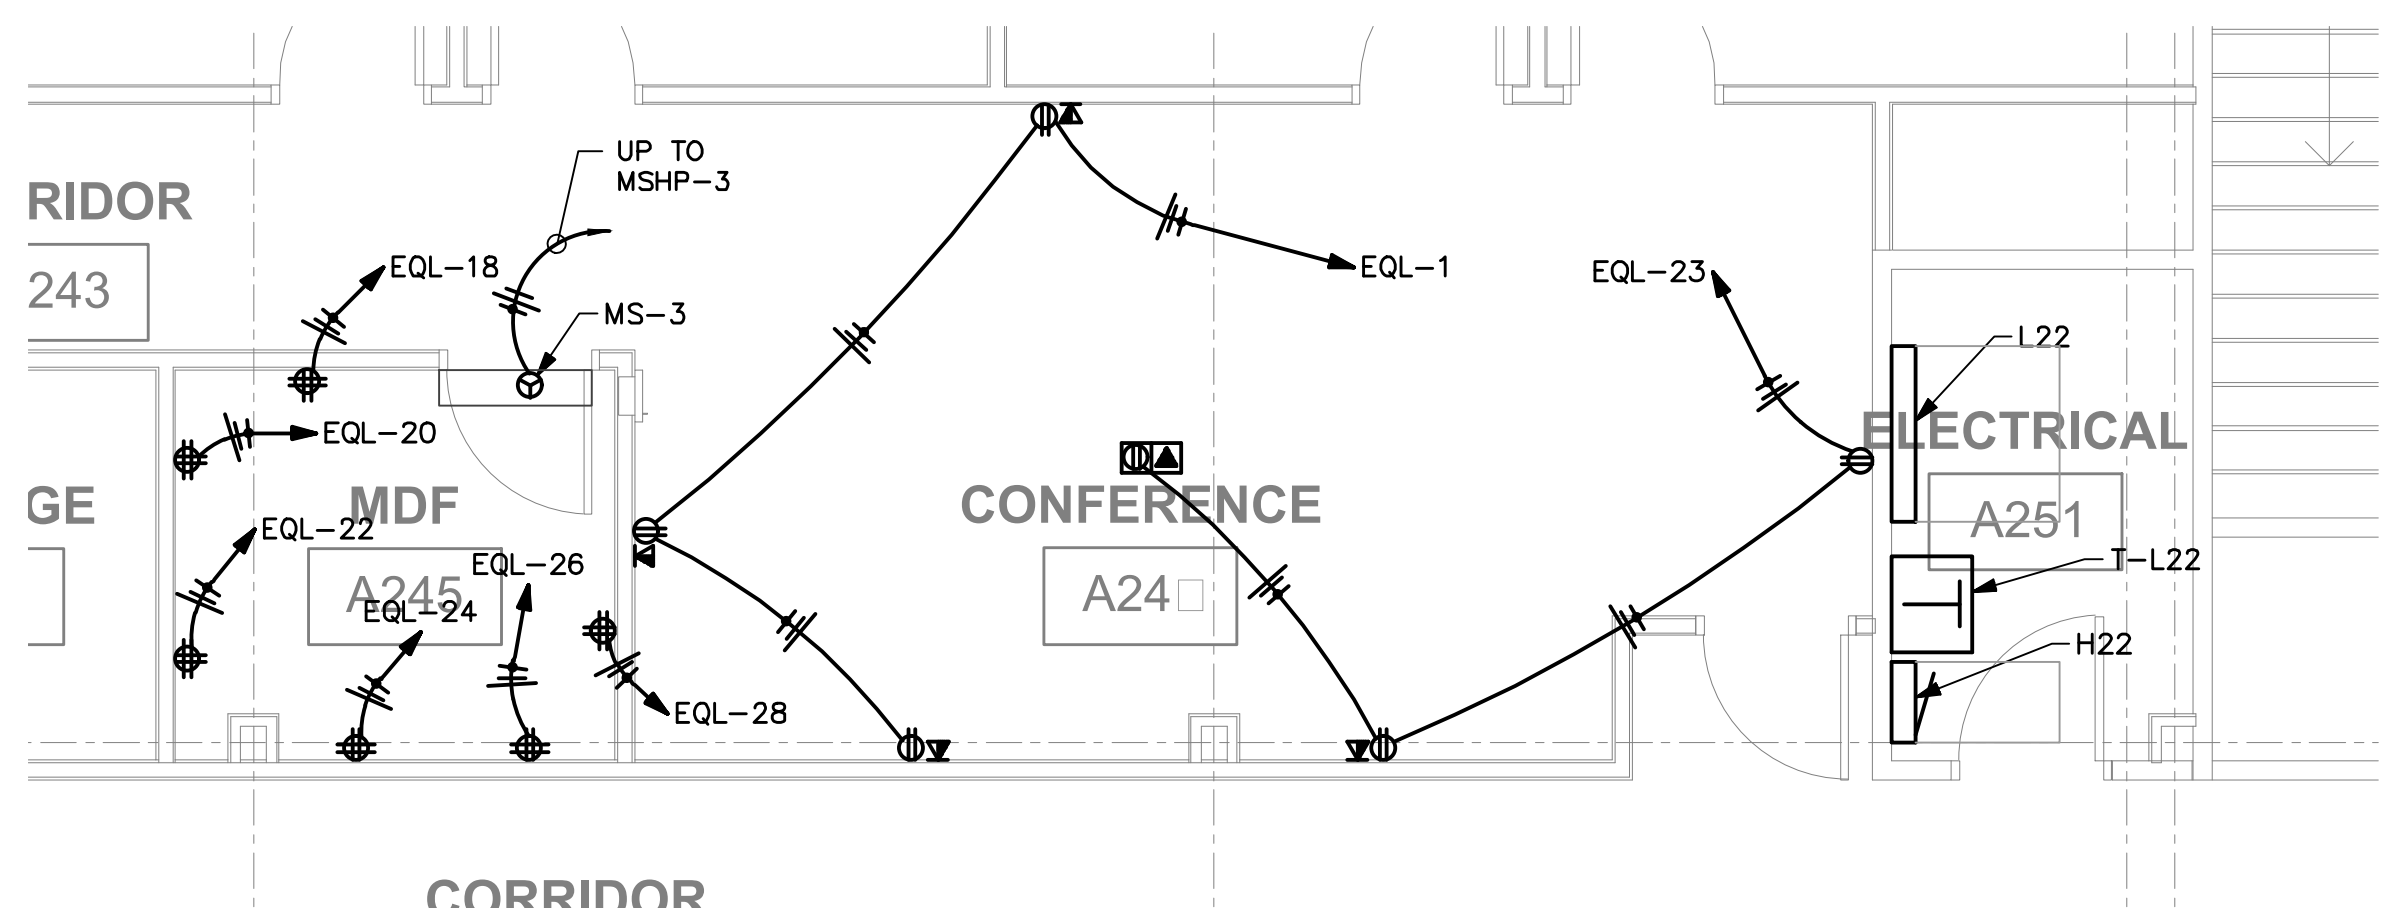 UP TO
MSHP-3
RIDOR
243
EQL-18
EQL-1
EQL-23
MS-3
L22
EQL-20
ELECTRICAL
A251
GE
MDF
CONFERENCE
EQL-22
EQL-26
A245
EQL-24
A24
T-L22
H22
EQL-28
CORRIDOR